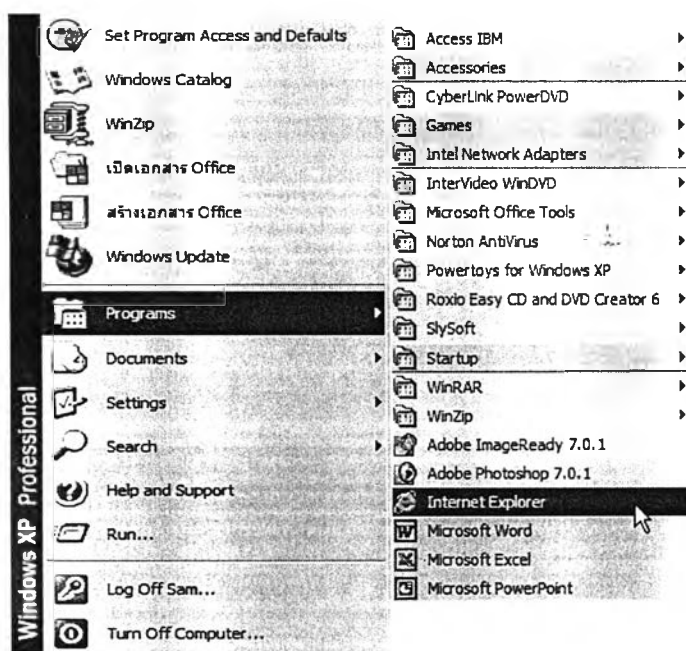 Set Program Access and Defaults
Windows Catalog
WinZip
เปิดเอกสาร Office
สร้างเอกสาร Office
Windows Update
Programs
Documents
Settings
Search
Help and Support
Run...
Log Off Sam...
Turn Off Computer...
Windows XP Professional
Access IBM
Accessories
CyberLink PowerDVD
Games
Intel Network Adapters
InterVideo WinDVD
Microsoft Office Tools
Norton AntiVirus
Powertoys for Windows XP
Roxio Easy CD and DVD Creator 6
SlySoft
Startup
WinRAR
WinZip
Adobe ImageReady 7.0.1
Adobe Photoshop 7.0.1
Internet Explorer
Microsoft Word
Microsoft Excel
Microsoft PowerPoint